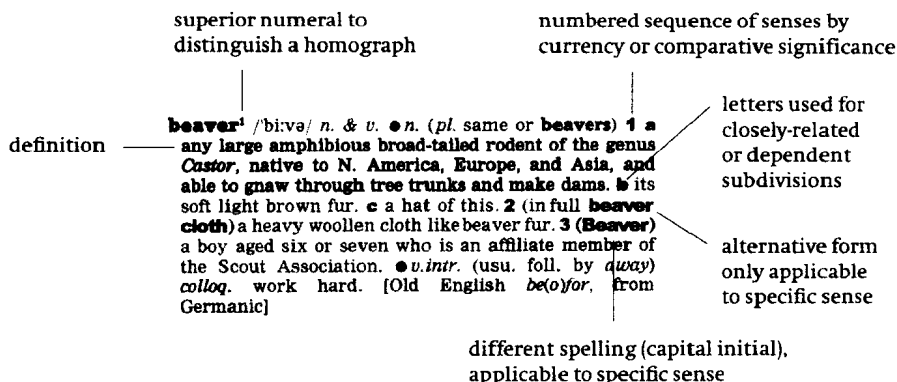 superior numeral to
distinguish a homograph
numbered sequence of senses by
currency or comparative significance
letters used for
closely-related
or dependent
subdivisions
definition
beaver¹ /ˈbiːvə/ n. & v. ● n. (pl. same or beavers) 1 a
any large amphibious broad-tailed rodent of the genus
Castor, native to N. America, Europe, and Asia, and
able to gnaw through tree trunks and make dams. b its
soft light brown fur. c a hat of this. 2 (in full beaver
cloth) a heavy woollen cloth like beaver fur. 3 (Beaver)
a boy aged six or seven who is an affiliate member of
the Scout Association. ● v.intr. (usu. foll. by away)
colloq. work hard. [Old English be(o)for, from
Germanic]
alternative form
only applicable
to specific sense
different spelling (capital initial),
applicable to specific sense